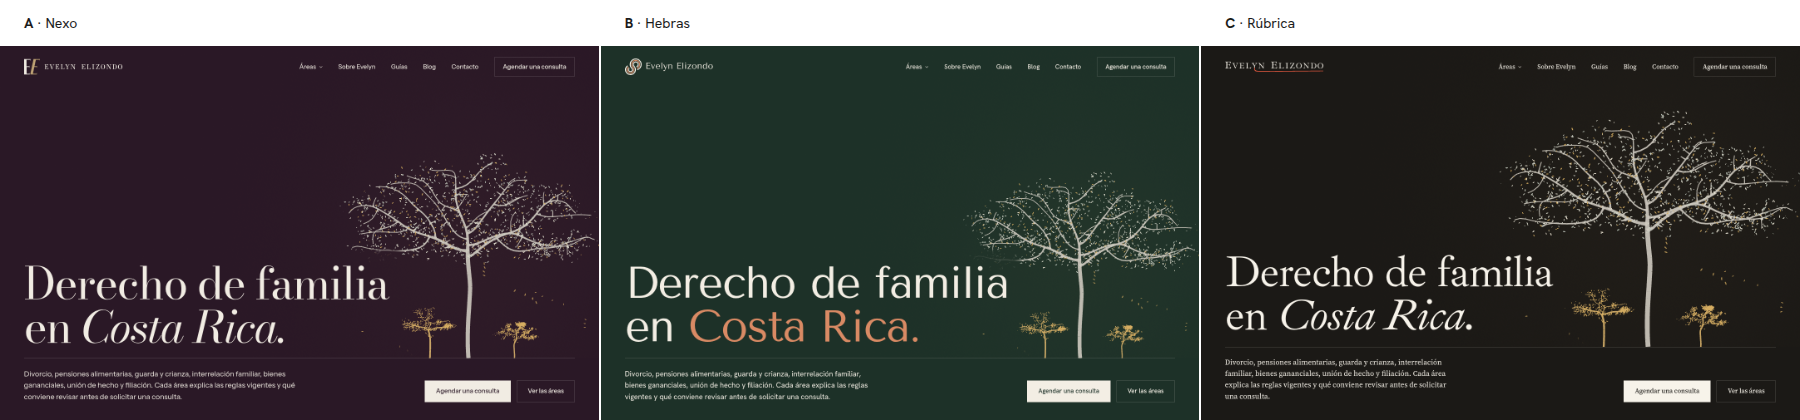 A · Nexo
EVELYN ELIZONDO
Áreas
Sobre Evelyn
Guías
Blog
Contacto
Agendar una consulta
Derecho de familia
en Costa Rica.
Divorcio, pensiones alimentarias, guarda y crianza, interrelación familiar, bienes
gananciales, unión de hecho y filiación. Cada área explica las reglas vigentes y qué
conviene revisar antes de solicitar una consulta.
Agendar una consulta
Ver las áreas
B · Hebras
Evelyn Elizondo
Áreas
Sobre Evelyn
Guías
Blog
Contacto
Agendar una consulta
Derecho de familia
en Costa Rica.
Divorcio, pensiones alimentarias, guarda y crianza, interrelación familiar,
bienes gananciales, unión de hecho y filiación. Cada área explica las reglas
vigentes y qué conviene revisar antes de solicitar una consulta.
Agendar una consulta
Ver las áreas
C · Rúbrica
EVELYN ELIZONDO
Áreas
Sobre Evelyn
Guías
Blog
Contacto
Agendar una consulta
Derecho de familia
en Costa Rica.
Divorcio, pensiones alimentarias, guarda y crianza, interrelación
familiar, bienes gananciales, unión de hecho y filiación. Cada área
explica las reglas vigentes y qué conviene revisar antes de solicitar
una consulta.
Agendar una consulta
Ver las áreas